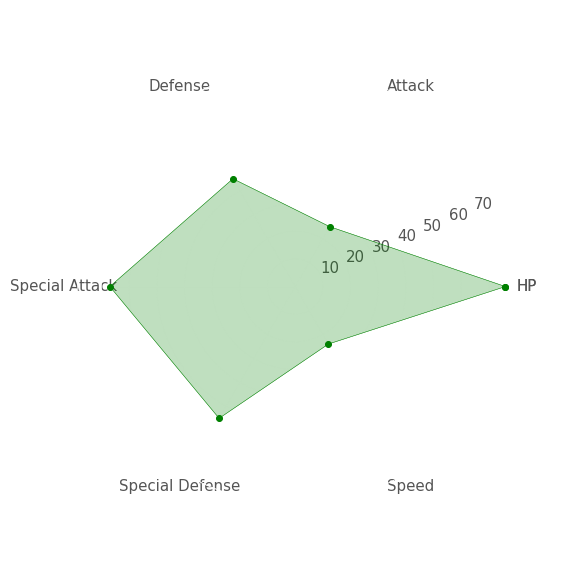 Defense
Attack
70
60
50
40
30
20
10
Special Attack
HP
Special Defense
Speed